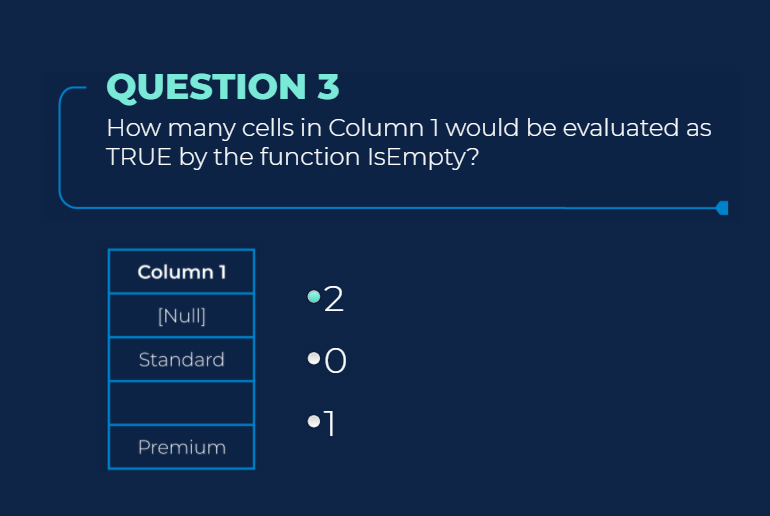 QUESTION 3
How many cells in Column 1 would be evaluated as
TRUE by the function IsEmpty?
Column 1
[Null]
Standard
Premium
2
0
1